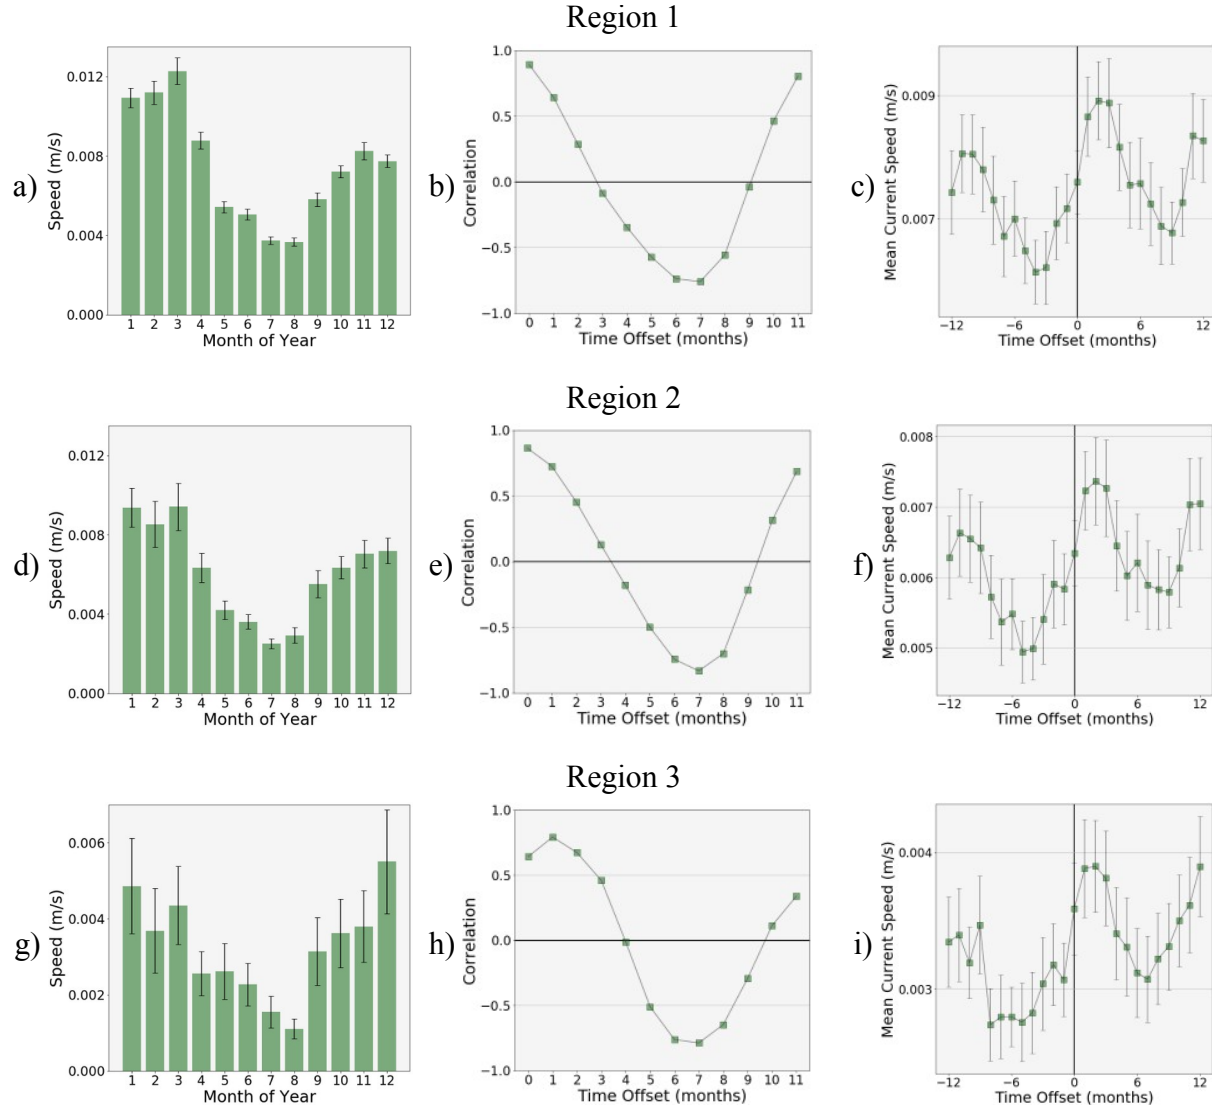 Region 1
a)
Speed (m/s)
0.012
0.008
0.004
0.000
1 2 3 4 5 6 7 8 9 10 11 12
Month of Year
b)
Correlation
1.0
0.5
0.0
−0.5
−1.0
0 1 2 3 4 5 6 7 8 9 10 11
Time Offset (months)
c)
Mean Current Speed (m/s)
0.009
0.007
−12 −6 0 6 12
Time Offset (months)
Region 2
d)
Speed (m/s)
0.012
0.008
0.004
0.000
1 2 3 4 5 6 7 8 9 10 11 12
Month of Year
e)
Correlation
1.0
0.5
0.0
−0.5
−1.0
0 1 2 3 4 5 6 7 8 9 10 11
Time Offset (months)
f)
Mean Current Speed (m/s)
0.008
0.007
0.006
0.005
−12 −6 0 6 12
Time Offset (months)
Region 3
g)
Speed (m/s)
0.006
0.004
0.002
0.000
1 2 3 4 5 6 7 8 9 10 11 12
Month of Year
h)
Correlation
1.0
0.5
0.0
−0.5
−1.0
0 1 2 3 4 5 6 7 8 9 10 11
Time Offset (months)
i)
Mean Current Speed (m/s)
0.004
0.003
−12 −6 0 6 12
Time Offset (months)